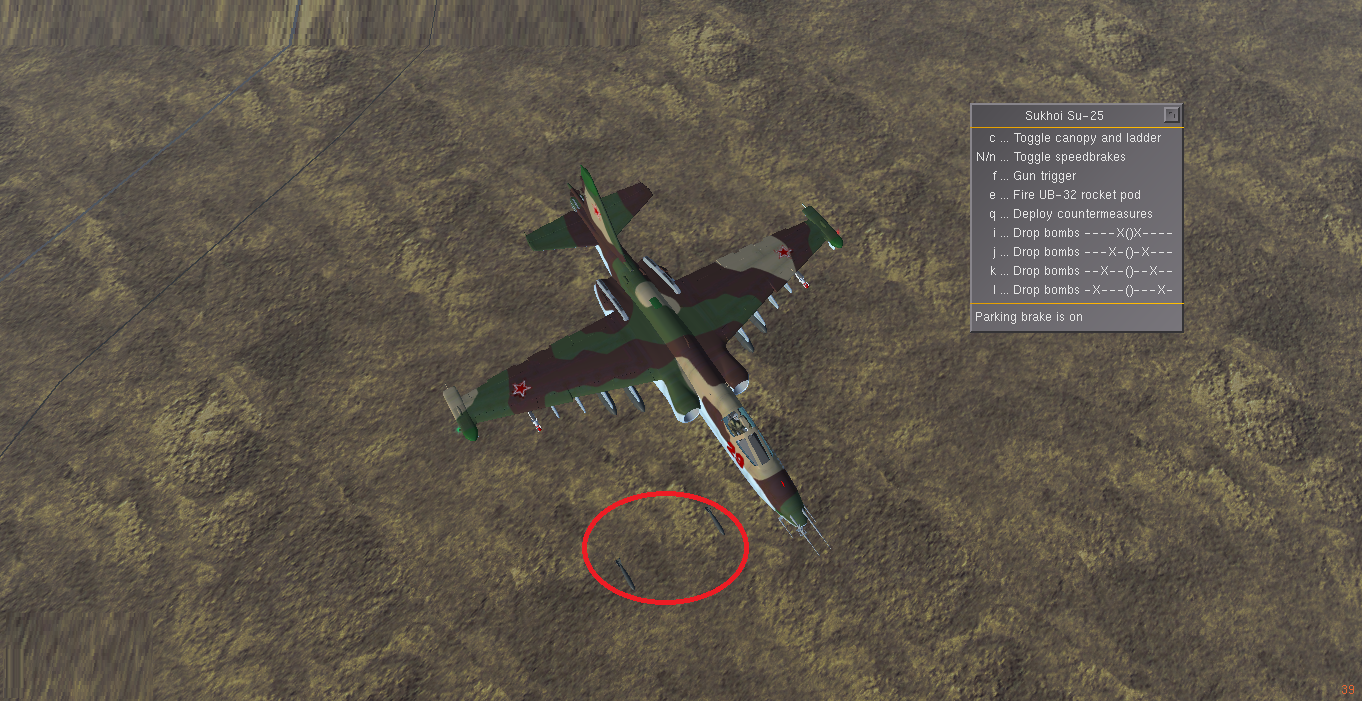 Sukhoi Su-25
c ... Toggle canopy and ladder
N/n ... Toggle speedbrakes
f ... Gun trigger
e ... Fire UB-32 rocket pod
q ... Deploy countermeasures
i ... Drop bombs ----X()X----
j ... Drop bombs ---X-()-X---
k ... Drop bombs --X--()--X--
l ... Drop bombs -X---()---X-
Parking brake is on
39